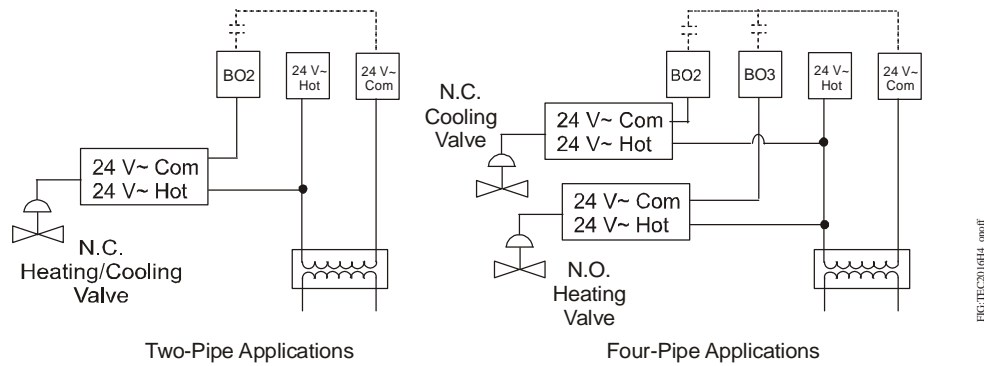 BO2
24 V~
Hot
24 V~
Com
24 V~ Com
24 V~ Hot
N.C.
Heating/Cooling
Valve
Two-Pipe Applications
BO2
BO3
24 V~
Hot
24 V~
Com
N.C.
Cooling
Valve
24 V~ Com
24 V~ Hot
24 V~ Com
24 V~ Hot
N.O.
Heating
Valve
Four-Pipe Applications
FIG:TEC2016H4_onoff